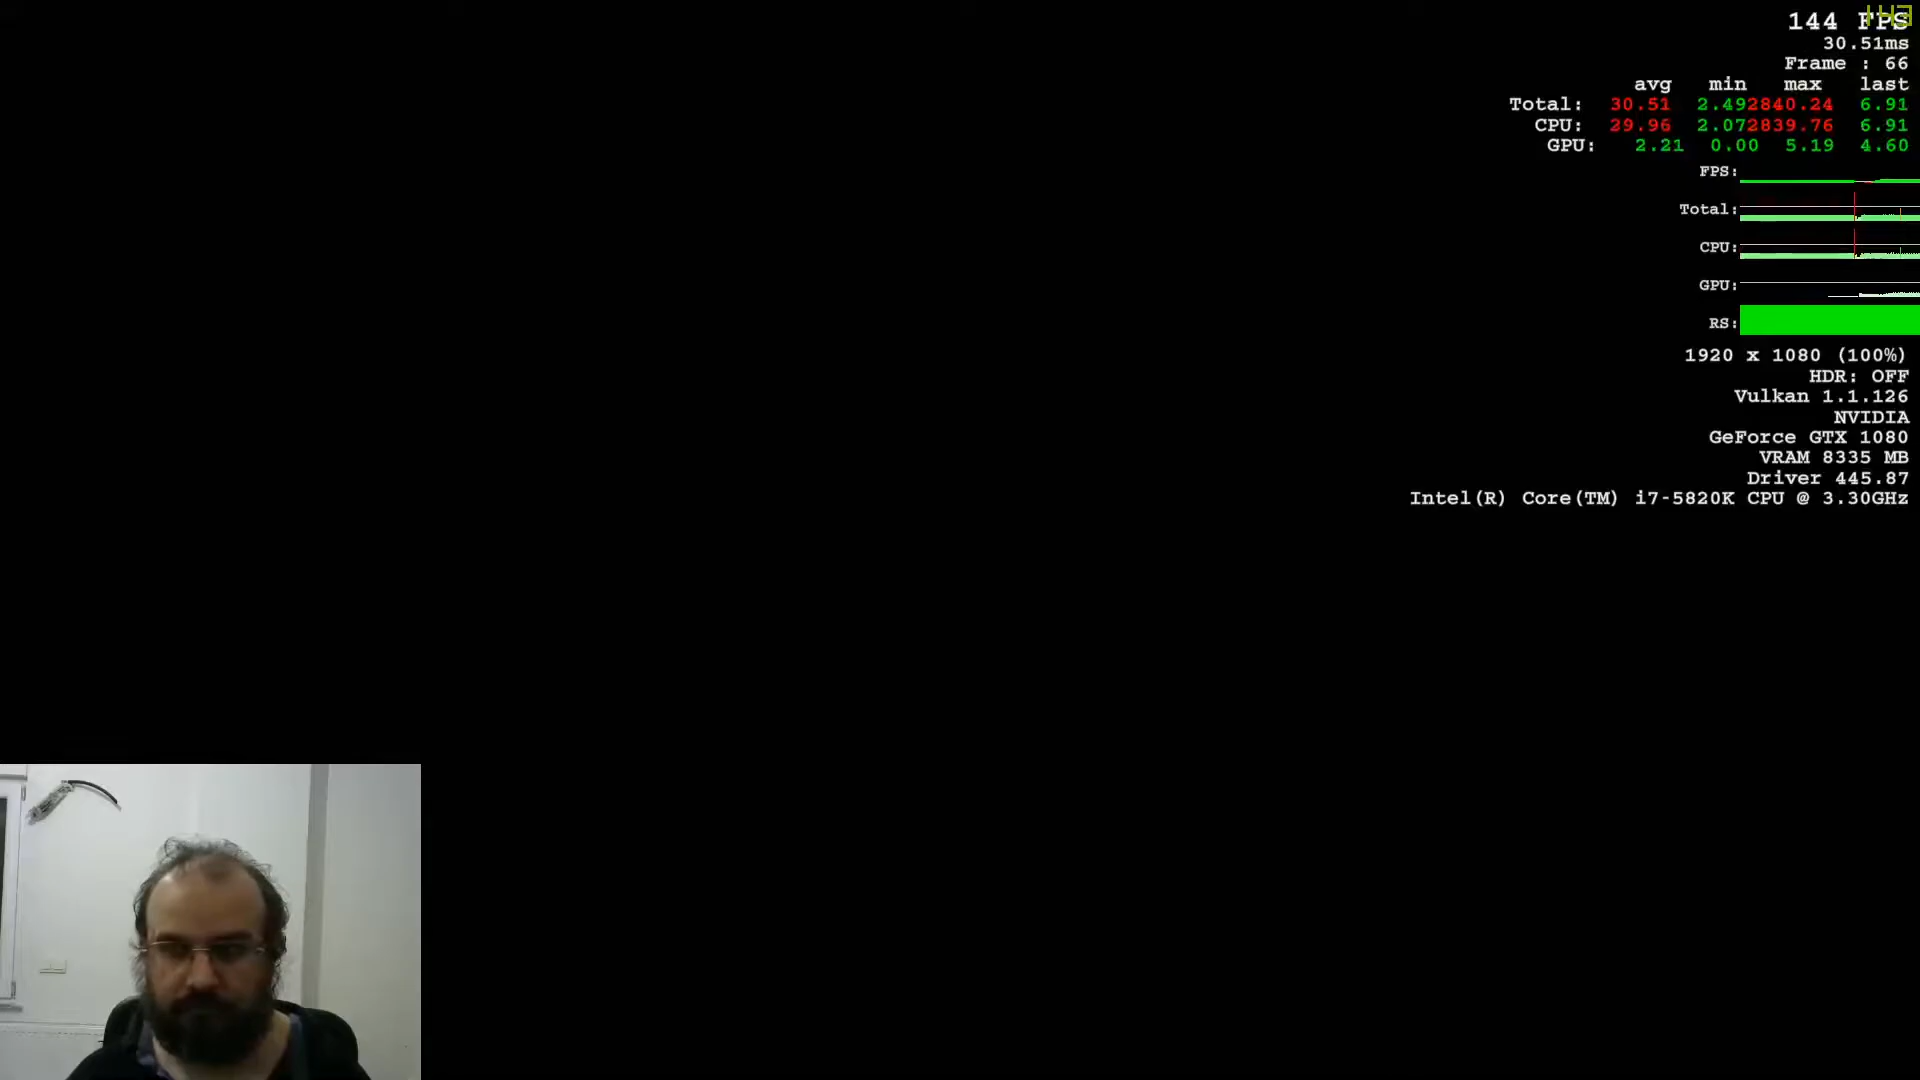 143
144 FPS
30.51ms
Frame : 66
avg min max last
Total: 30.51 2.492840.24 6.91
CPU: 29.96 2.072839.76 6.91
GPU: 2.21 0.00 5.19 4.60
FPS:
Total:
CPU:
GPU:
RS:
1920 x 1080 (100%)
HDR: OFF
Vulkan 1.1.126
NVIDIA
GeForce GTX 1080
VRAM 8335 MB
Driver 445.87
Intel(R) Core(TM) i7-5820K CPU @ 3.30GHz